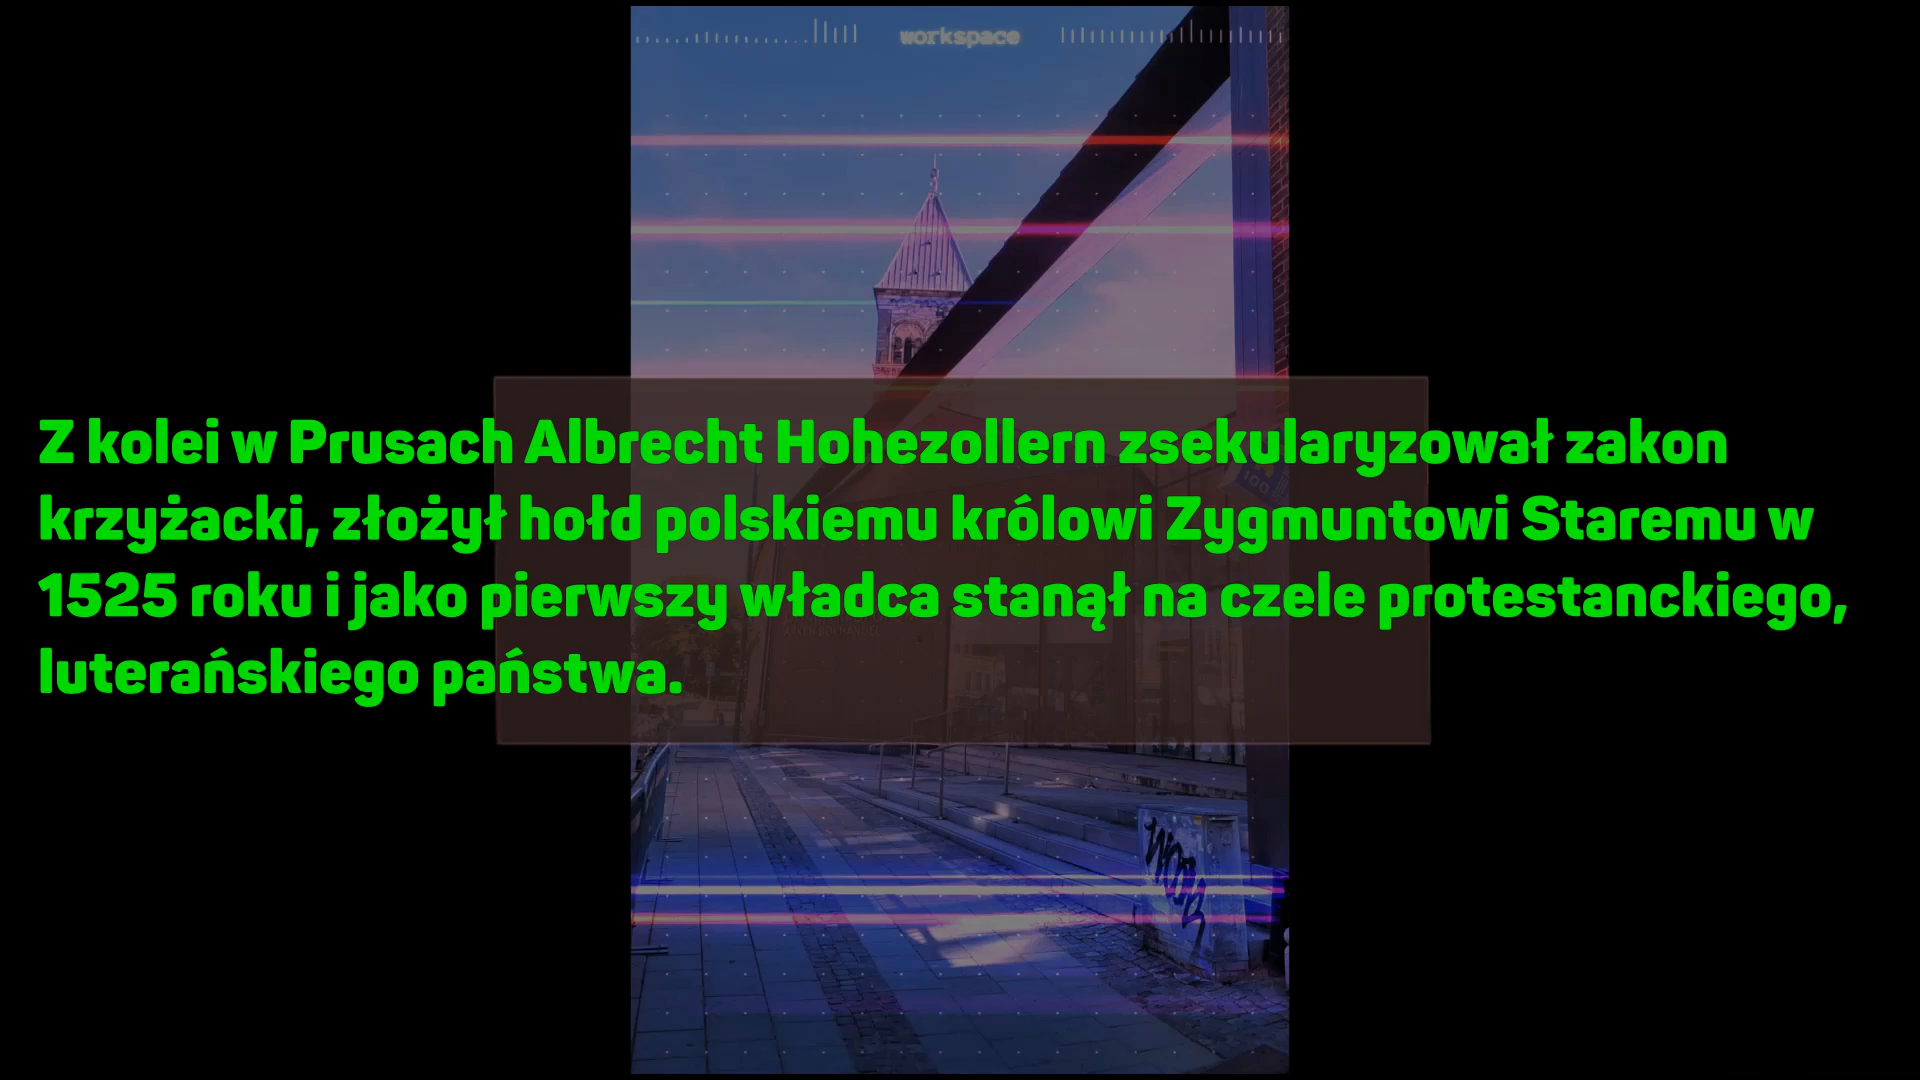 workspace
Z kolei w Prusach Albrecht Hohezollern zsekularyzował zakon
krzyżacki, złożył hołd polskiemu królowi Zygmuntowi Staremu w
1525 roku i jako pierwszy władca stanął na czele protestanckiego,
luterańskiego państwa.
100